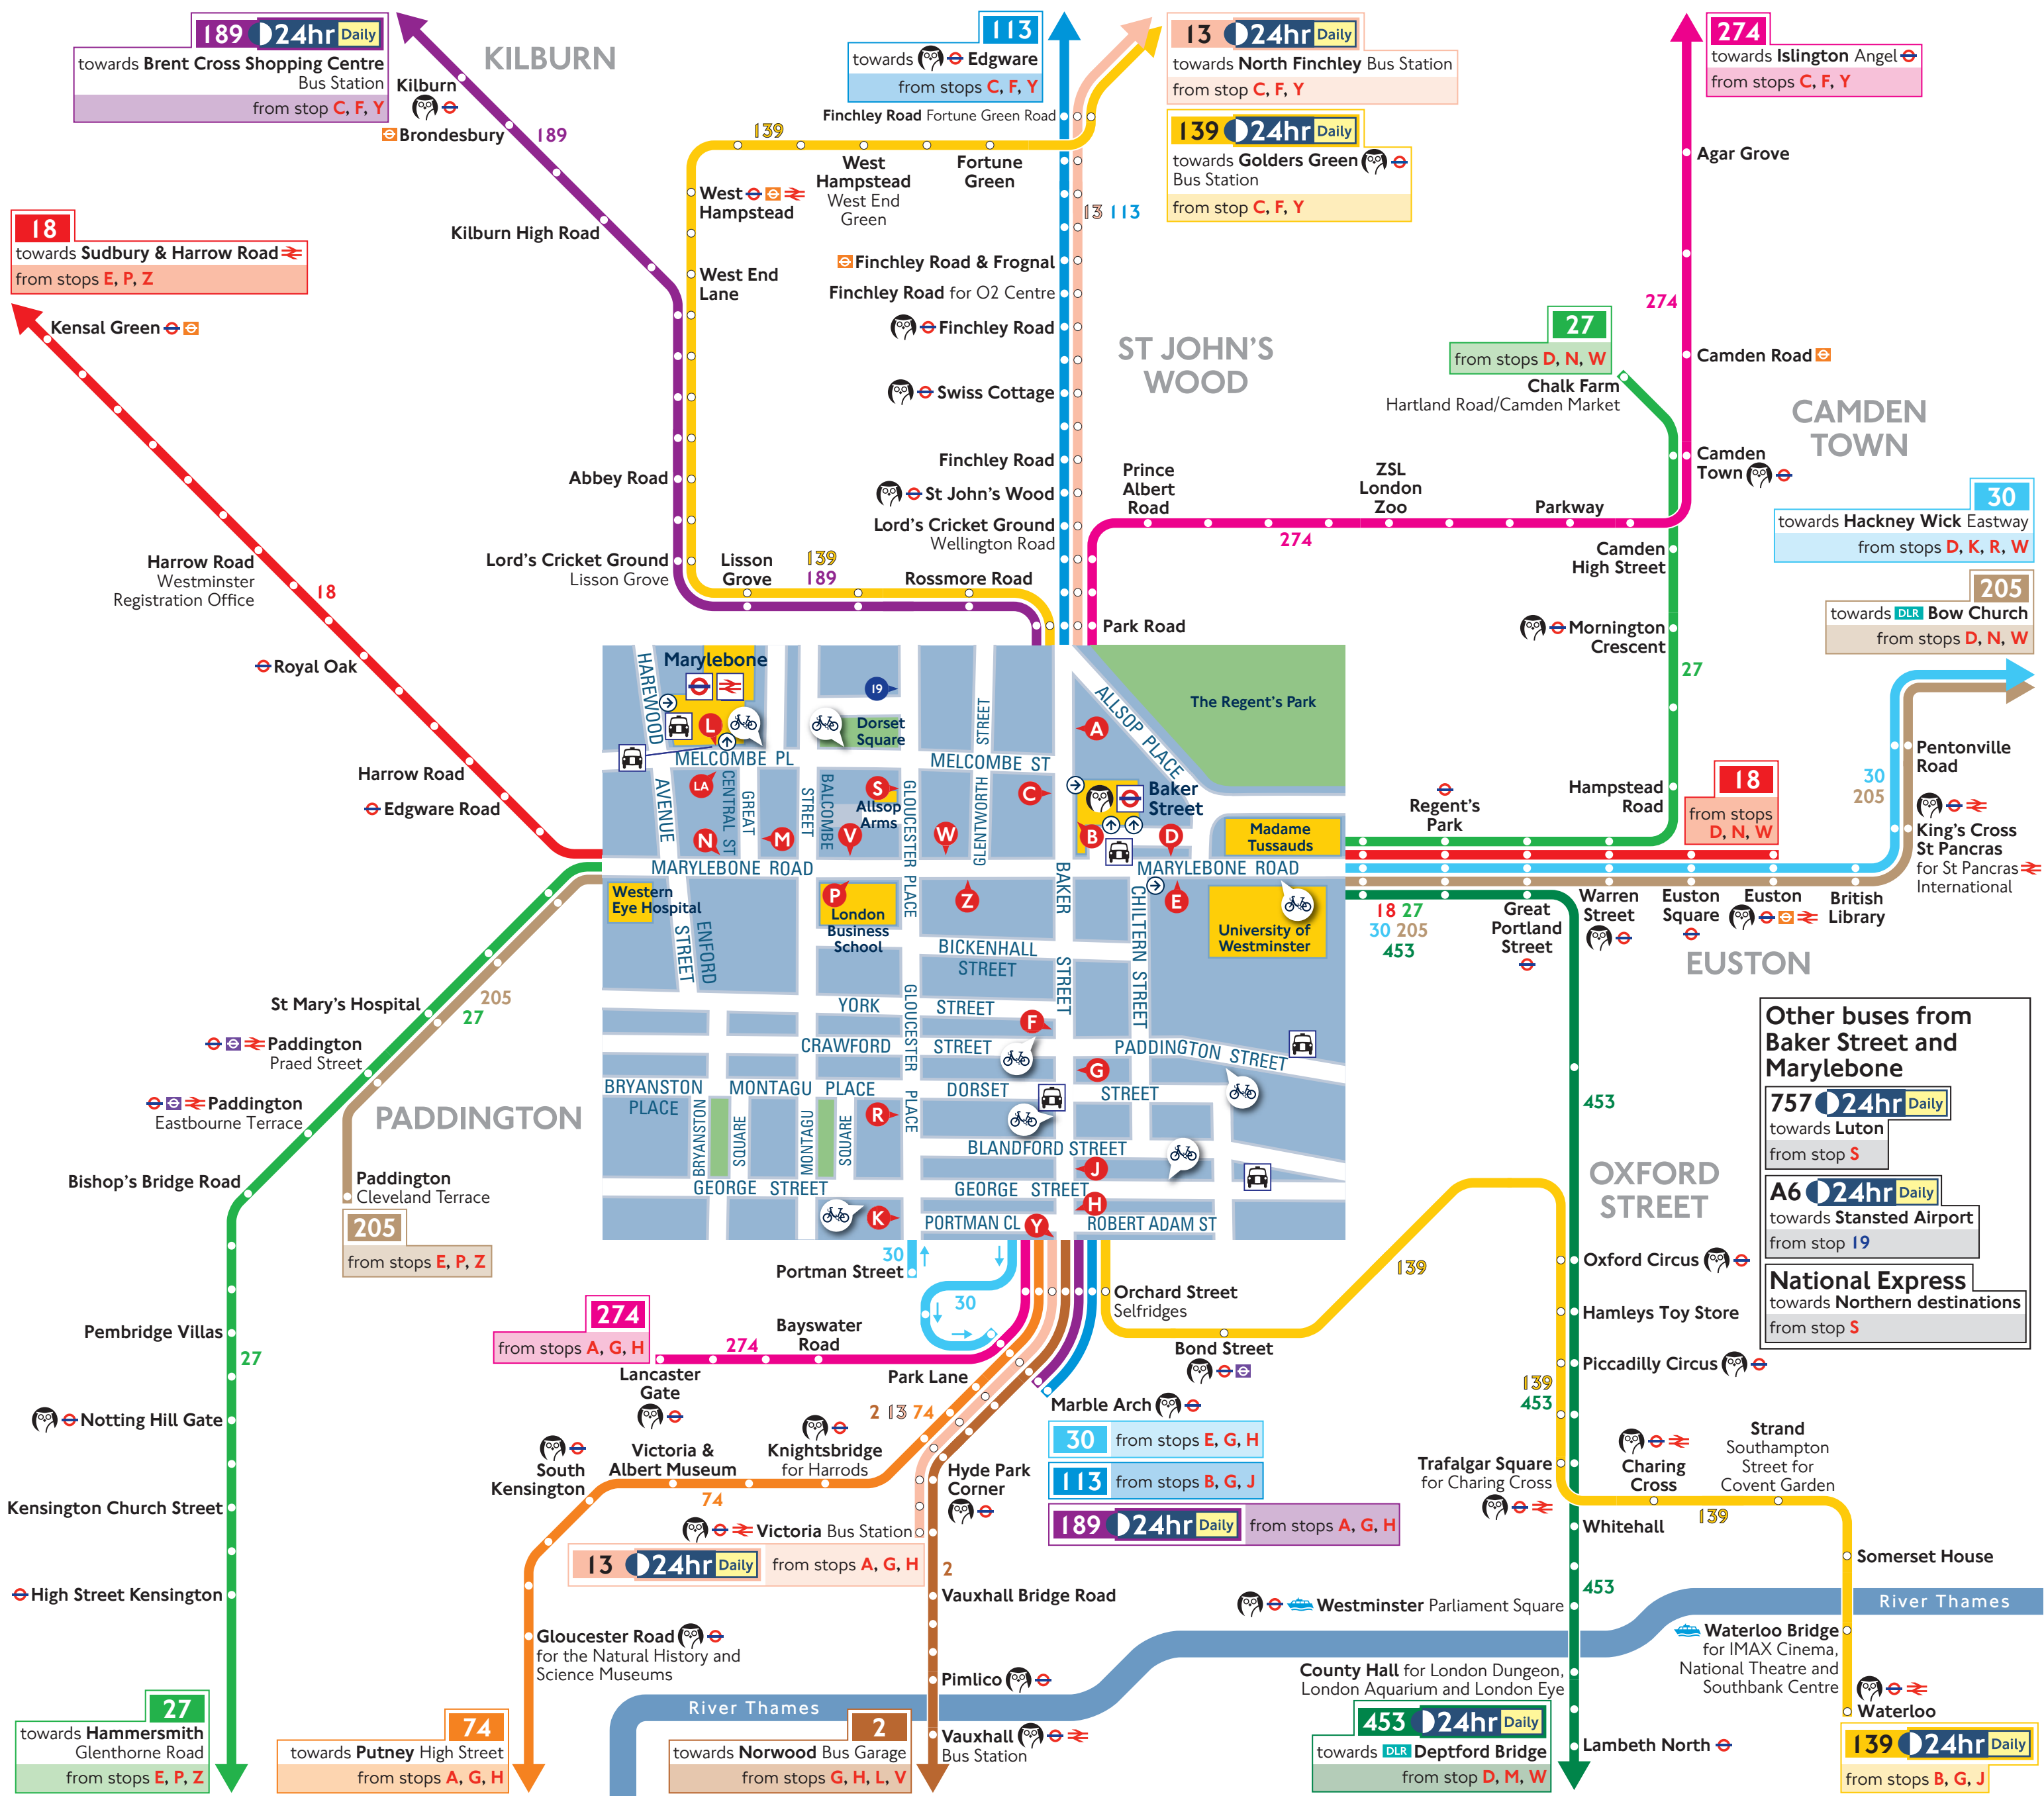 189 24hr Daily
towards Brent Cross Shopping Centre
Bus Station
from stop C, F, Y
KILBURN
Kilburn
Brondesbury
189
Kilburn High Road
113
towards Edgware
from stops C, F, Y
Finchley Road Fortune Green Road
13 24hr Daily
towards North Finchley Bus Station
from stop C, F, Y
139 24hr Daily
towards Golders Green
Bus Station
from stop C, F, Y
274
towards Islington Angel
from stops C, F, Y
Agar Grove
274
Camden Road
139
West
Hampstead
West
Hampstead
West End
Green
Fortune
Green
West End
Lane
13 113
Finchley Road & Frognal
Finchley Road for O2 Centre
Finchley Road
Swiss Cottage
Finchley Road
St John's Wood
Lord's Cricket Ground
Wellington Road
ST JOHN'S
WOOD
18
towards Sudbury & Harrow Road
from stops E, P, Z
Kensal Green
Harrow Road
Westminster
Registration Office
18
Royal Oak
Harrow Road
Edgware Road
Abbey Road
Lord's Cricket Ground
Lisson Grove
Lisson
Grove
139
189
Rossmore Road
Park Road
Prince
Albert
Road
ZSL
London
Zoo
Parkway
274
27
from stops D, N, W
Chalk Farm
Hartland Road/Camden Market
CAMDEN
TOWN
Camden
Town
Camden
High Street
Mornington
Crescent
27
Hampstead
Road
30
towards Hackney Wick Eastway
from stops D, K, R, W
205
towards DLR Bow Church
from stops D, N, W
Pentonville
Road
30
205
King's Cross
St Pancras
for St Pancras
International
18
from stops
D, N, W
Regent's
Park
18 27
30 205
453
Great
Portland
Street
Warren
Street
Euston
Square
Euston
British
Library
EUSTON
Marylebone
HAREWOOD
AVENUE
L
19
Dorset
Square
STREET
A
ALLSOP PLACE
The Regent's Park
MELCOMBE PL
MELCOMBE ST
LA
CENTRAL ST
GREAT
STREET
BALCOMBE
S
Allsop
Arms
GLOUCESTER PLACE
GLENTWORTH
C
Baker
Street
N
M
V
W
B
D
Madame
Tussauds
MARYLEBONE ROAD
MARYLEBONE ROAD
Western
Eye Hospital
STREET
ENFORD
P
London
Business
School
Z
BAKER
STREET
CHILTERN STREET
E
University of
Westminster
BICKENHALL
STREET
YORK
STREET
GLOUCESTER
PLACE
F
CRAWFORD
STREET
PADDINGTON STREET
G
BRYANSTON
PLACE
MONTAGU PLACE
DORSET
STREET
BRYANSTON
SQUARE
MONTAGU
SQUARE
R
BLANDFORD STREET
J
GEORGE STREET
GEORGE STREET
H
K
PORTMAN CL
Y
ROBERT ADAM ST
St Mary's Hospital
205
27
Paddington
Praed Street
Paddington
Eastbourne Terrace
PADDINGTON
Bishop's Bridge Road
Paddington
Cleveland Terrace
205
from stops E, P, Z
Pembridge Villas
27
Notting Hill Gate
Kensington Church Street
High Street Kensington
27
towards Hammersmith
Glenthorne Road
from stops E, P, Z
30
Portman Street
30
274
from stops A, G, H
274
Bayswater
Road
Lancaster
Gate
Park Lane
2 13 74
South
Kensington
Victoria &
Albert Museum
Knightsbridge
for Harrods
74
Hyde Park
Corner
Victoria Bus Station
13 24hr Daily from stops A, G, H
2
Vauxhall Bridge Road
Gloucester Road
for the Natural History and
Science Museums
Pimlico
River Thames
Vauxhall
Bus Station
74
towards Putney High Street
from stops A, G, H
2
towards Norwood Bus Garage
from stops G, H, L, V
Orchard Street
Selfridges
Bond Street
139
Marble Arch
30 from stops E, G, H
113 from stops B, G, J
189 24hr Daily from stops A, G, H
453
OXFORD
STREET
Oxford Circus
Hamleys Toy Store
Piccadilly Circus
139
453
Trafalgar Square
for Charing Cross
Charing
Cross
Strand
Southampton
Street for
Covent Garden
139
Whitehall
Somerset House
453
River Thames
Westminster Parliament Square
Waterloo Bridge
for IMAX Cinema,
National Theatre and
Southbank Centre
County Hall for London Dungeon,
London Aquarium and London Eye
Waterloo
Lambeth North
453 24hr Daily
towards DLR Deptford Bridge
from stop D, M, W
139 24hr Daily
from stops B, G, J
Other buses from
Baker Street and
Marylebone
757 24hr Daily
towards Luton
from stop S
A6 24hr Daily
towards Stansted Airport
from stop 19
National Express
towards Northern destinations
from stop S